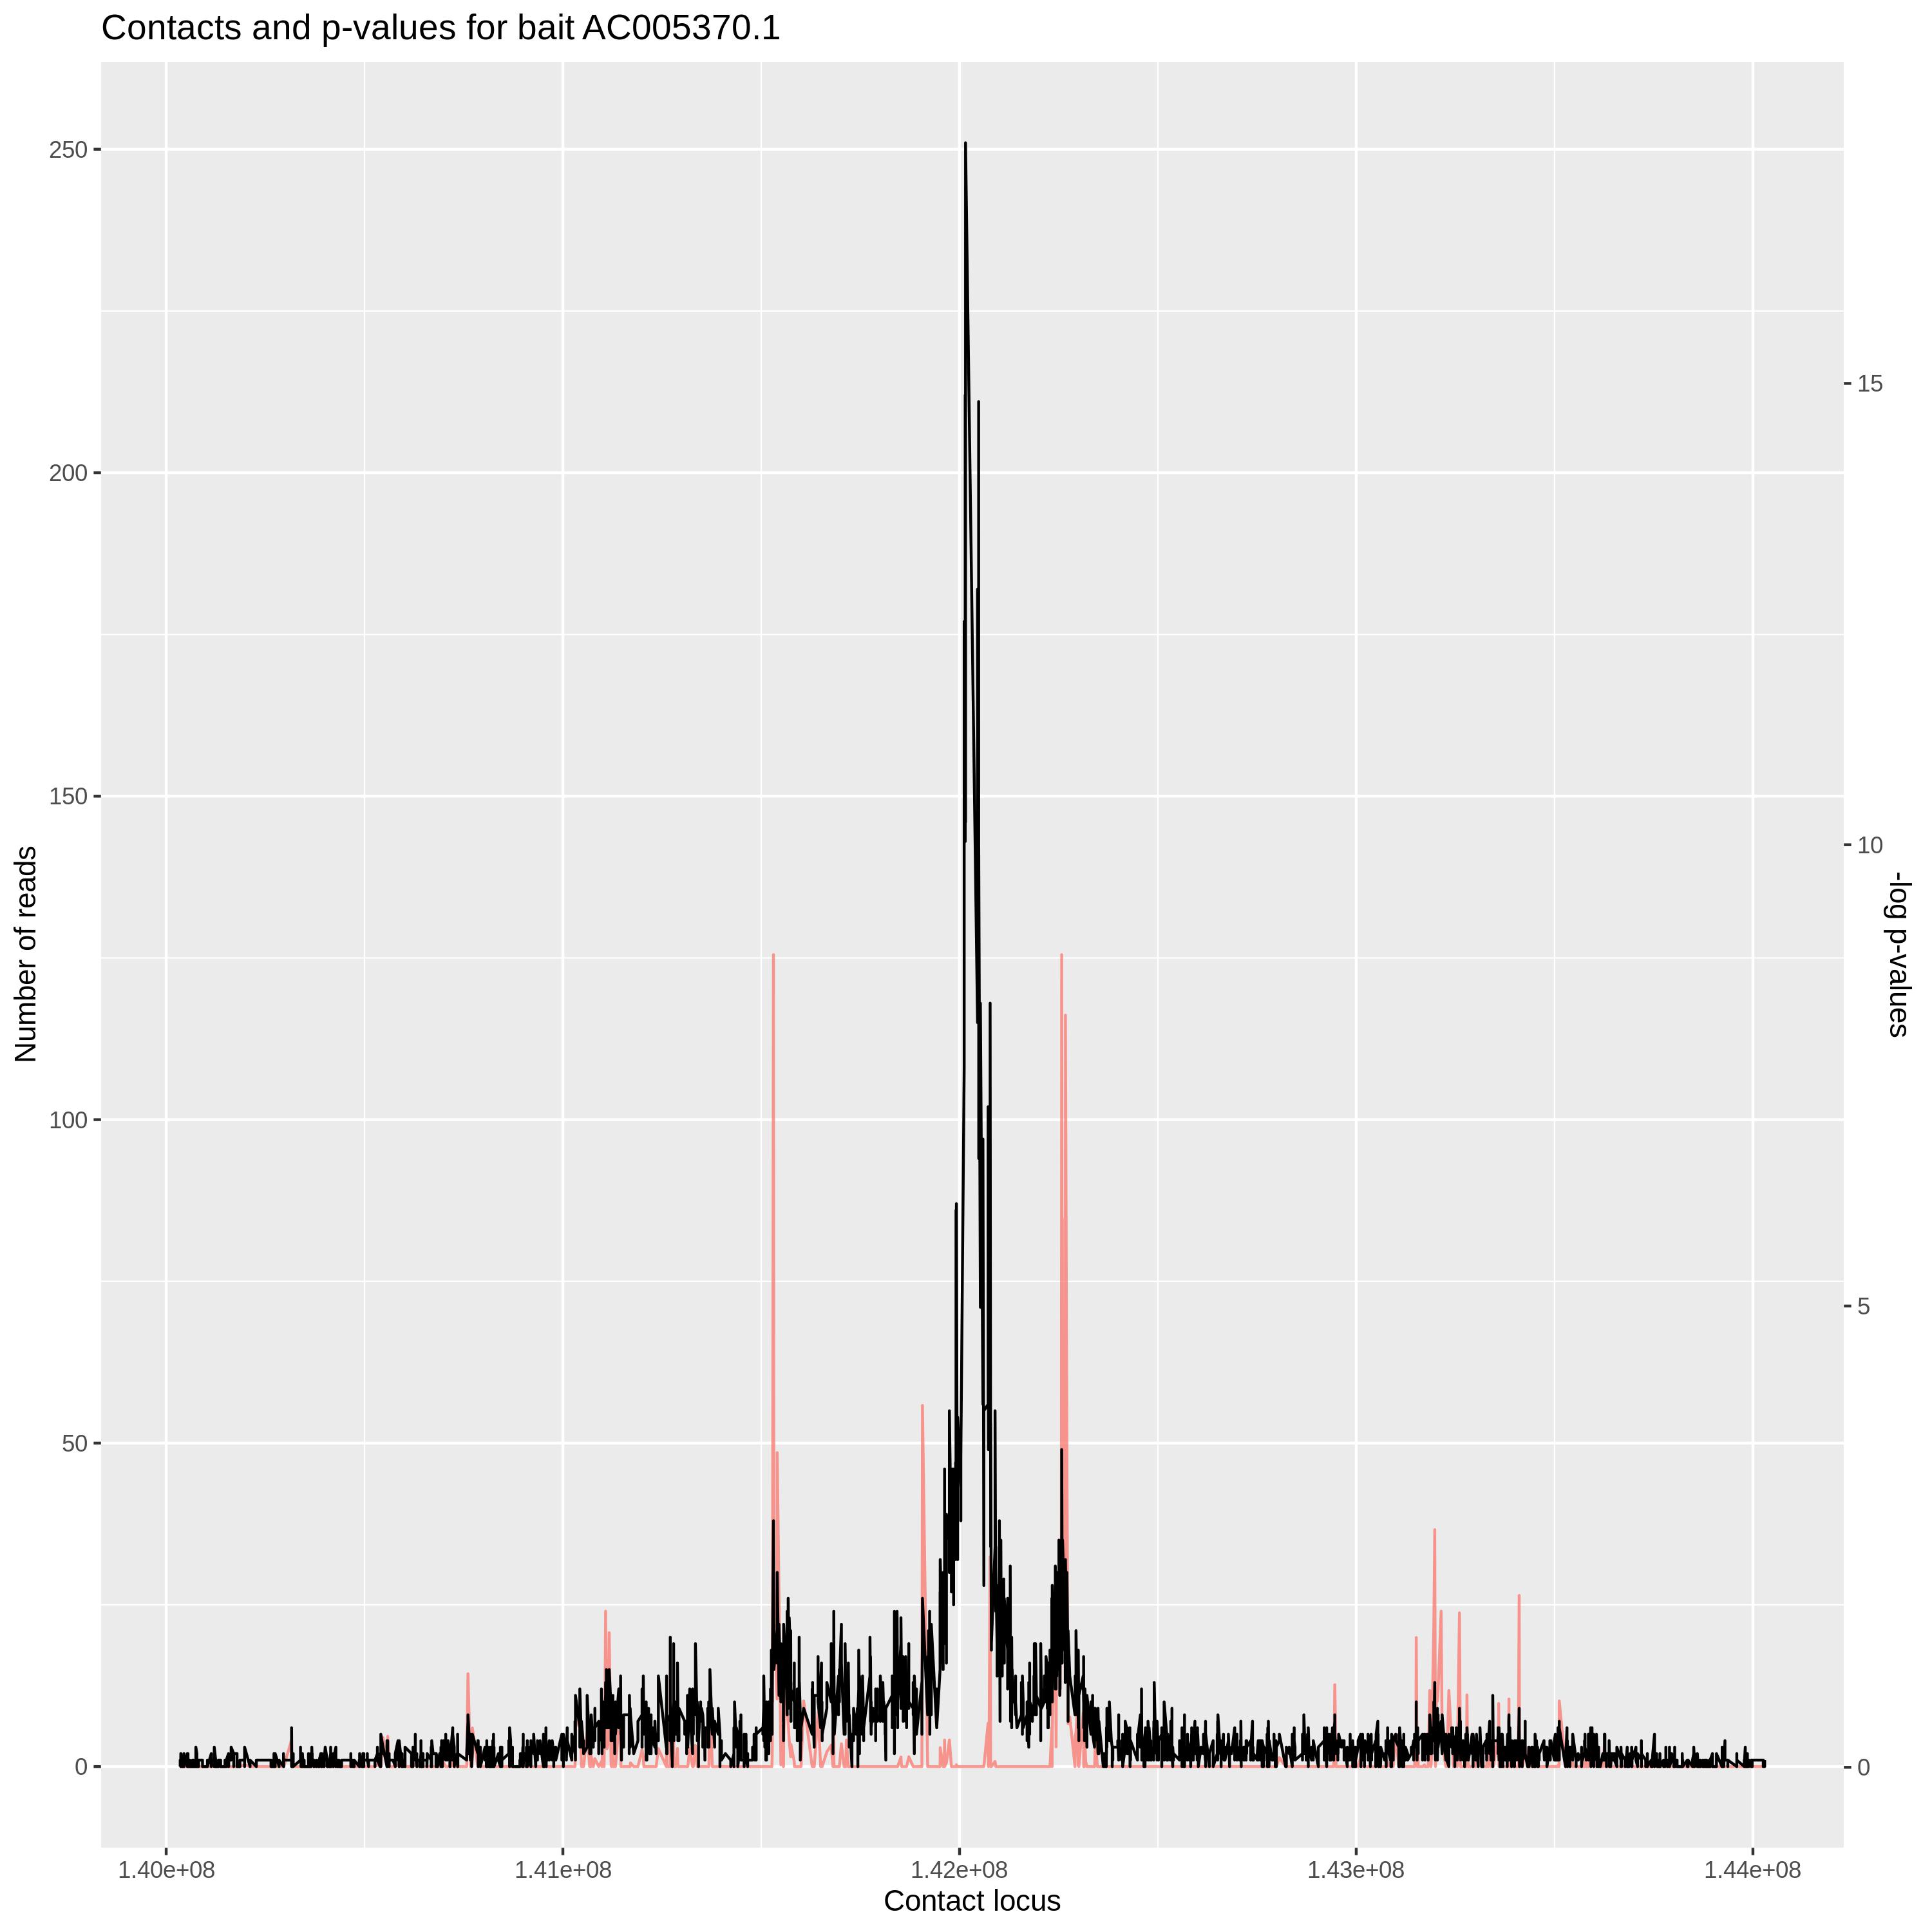 Contacts and p-values for bait AC005370.1
250
200
150
100
50
0
Number of reads
15
10
5
0
-log p-values
1.40e+08 1.41e+08 1.42e+08 1.43e+08 1.44e+08
Contact locus